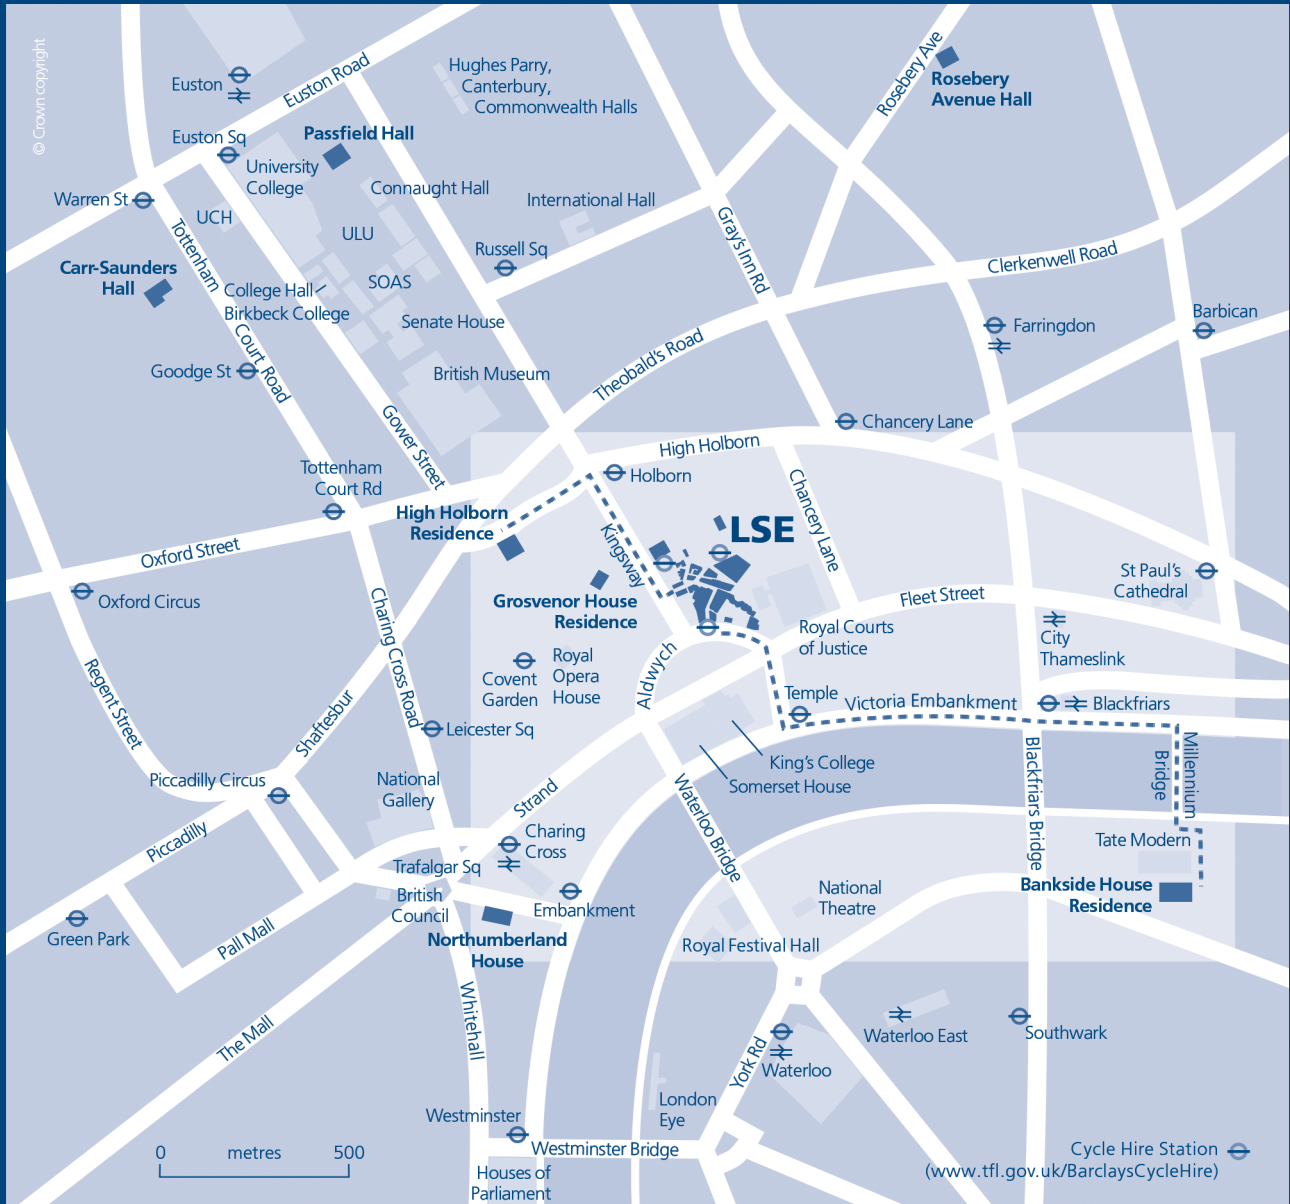 © Crown copyright
Euston
Euston Road
Hughes Parry,
Canterbury,
Commonwealth Halls
Rosebery Ave
Rosebery
Avenue Hall
Euston Sq
Passfield Hall
University
College
Connaught Hall
International Hall
Warren St
UCH
ULU
Russell Sq
Gray's Inn Rd
Clerkenwell Road
Tottenham
Court Road
Carr-Saunders
Hall
College Hall
Birkbeck College
SOAS
Senate House
Farringdon
Barbican
Goodge St
British Museum
Theobald's Road
Gower Street
Chancery Lane
High Holborn
Tottenham
Court Rd
Holborn
Chancery Lane
High Holborn
Residence
LSE
Kingsway
Oxford Street
Oxford Circus
St Paul's
Cathedral
Grosvenor House
Residence
Fleet Street
Charing Cross Road
Royal Courts
of Justice
City
Thameslink
Aldwych
Covent
Garden
Royal
Opera
House
Regent Street
Shaftesbur
Leicester Sq
Temple
Victoria Embankment
Blackfriars
King's College
Somerset House
Millennium
Bridge
Blackfriars Bridge
Piccadilly Circus
National
Gallery
Strand
Waterloo Bridge
Piccadilly
Charing
Cross
Tate Modern
Trafalgar Sq
British
Council
Embankment
National
Theatre
Bankside House
Residence
Green Park
Pall Mall
Northumberland
House
Royal Festival Hall
Whitehall
The Mall
York Rd
Waterloo East
Southwark
Waterloo
London
Eye
Westminster
Westminster Bridge
Houses of
Parliament
0 metres 500
Cycle Hire Station
(www.tfl.gov.uk/BarclaysCycleHire)